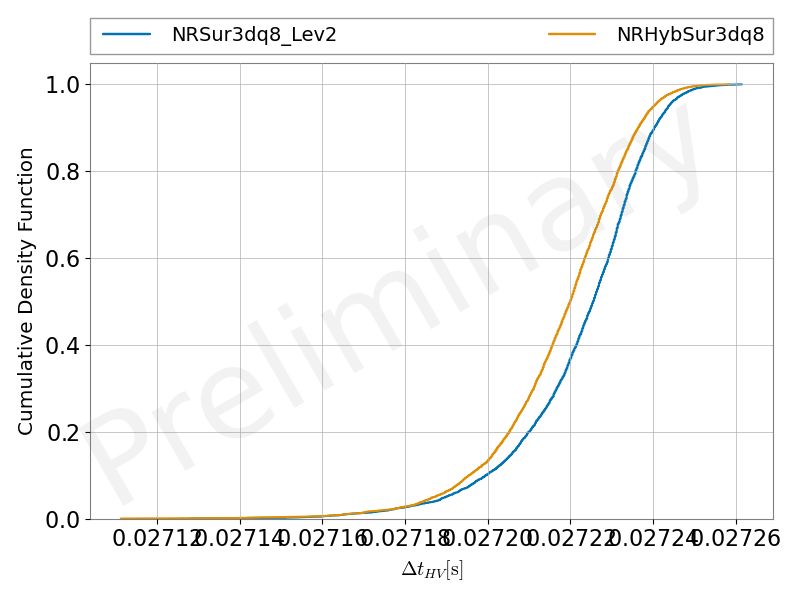 NRSur3dq8_Lev2 NRHybSur3dq8
1.0
0.8
0.6
0.4
0.2
0.0
Cumulative Density Function
Preliminary
0.02712 0.02714 0.02716 0.02718 0.02720 0.02722 0.02724 0.02726
Δt_HV[s]